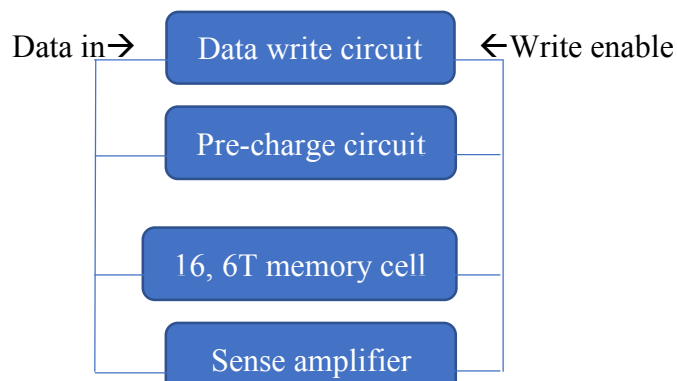 Data in→ Data write circuit ←Write enable
Pre-charge circuit
16, 6T memory cell
Sense amplifier